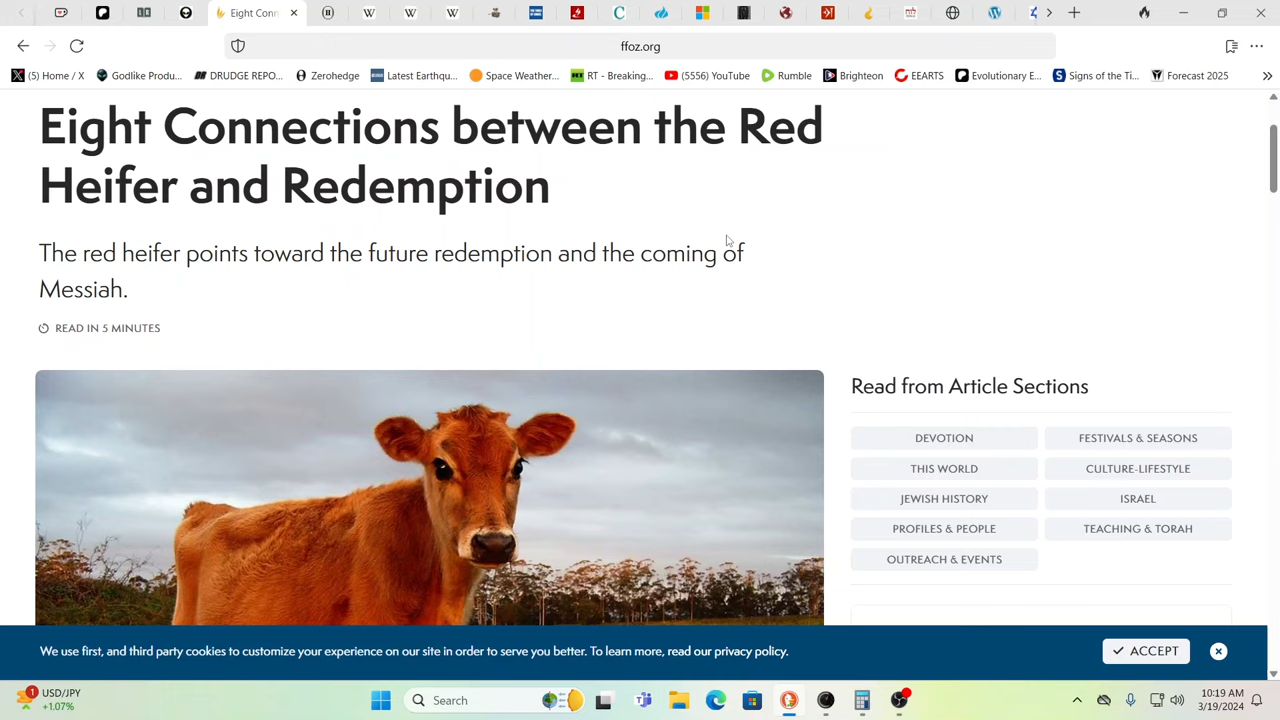 Eight Conn
ffoz.org
(5) Home / X
Godlike Produ...
DRUDGE REPO...
Zerohedge
Latest Earthqu...
Space Weather...
RT - Breaking...
(5556) YouTube
Rumble
Brighteon
EEARTS
Evolutionary E...
Signs of the Ti...
Forecast 2025
Eight Connections between the Red
Heifer and Redemption
The red heifer points toward the future redemption and the coming of
Messiah.
READ IN 5 MINUTES
Read from Article Sections
DEVOTION
FESTIVALS & SEASONS
THIS WORLD
CULTURE-LIFESTYLE
JEWISH HISTORY
ISRAEL
PROFILES & PEOPLE
TEACHING & TORAH
OUTREACH & EVENTS
We use first, and third party cookies to customize your experience on our site in order to serve you better. To learn more, read our privacy policy.
ACCEPT
1
USD/JPY
+1.07%
Search
10:19 AM
3/19/2024